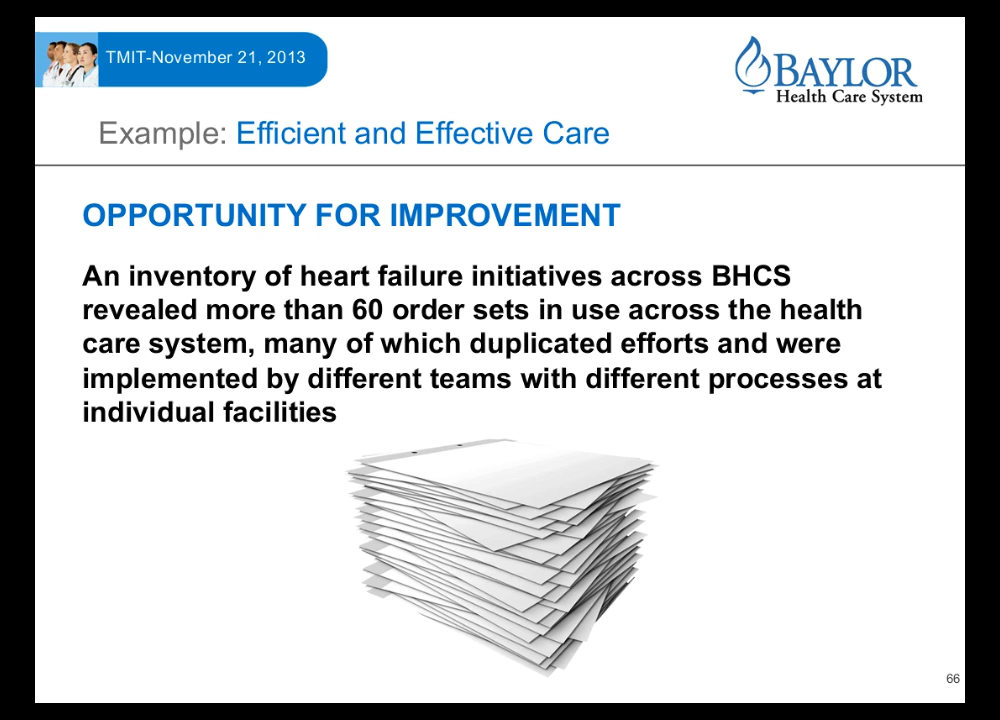 TMIT-November 21, 2013
BAYLOR
Health Care System
Example: Efficient and Effective Care
OPPORTUNITY FOR IMPROVEMENT
An inventory of heart failure initiatives across BHCS
revealed more than 60 order sets in use across the health
care system, many of which duplicated efforts and were
implemented by different teams with different processes at
individual facilities
66